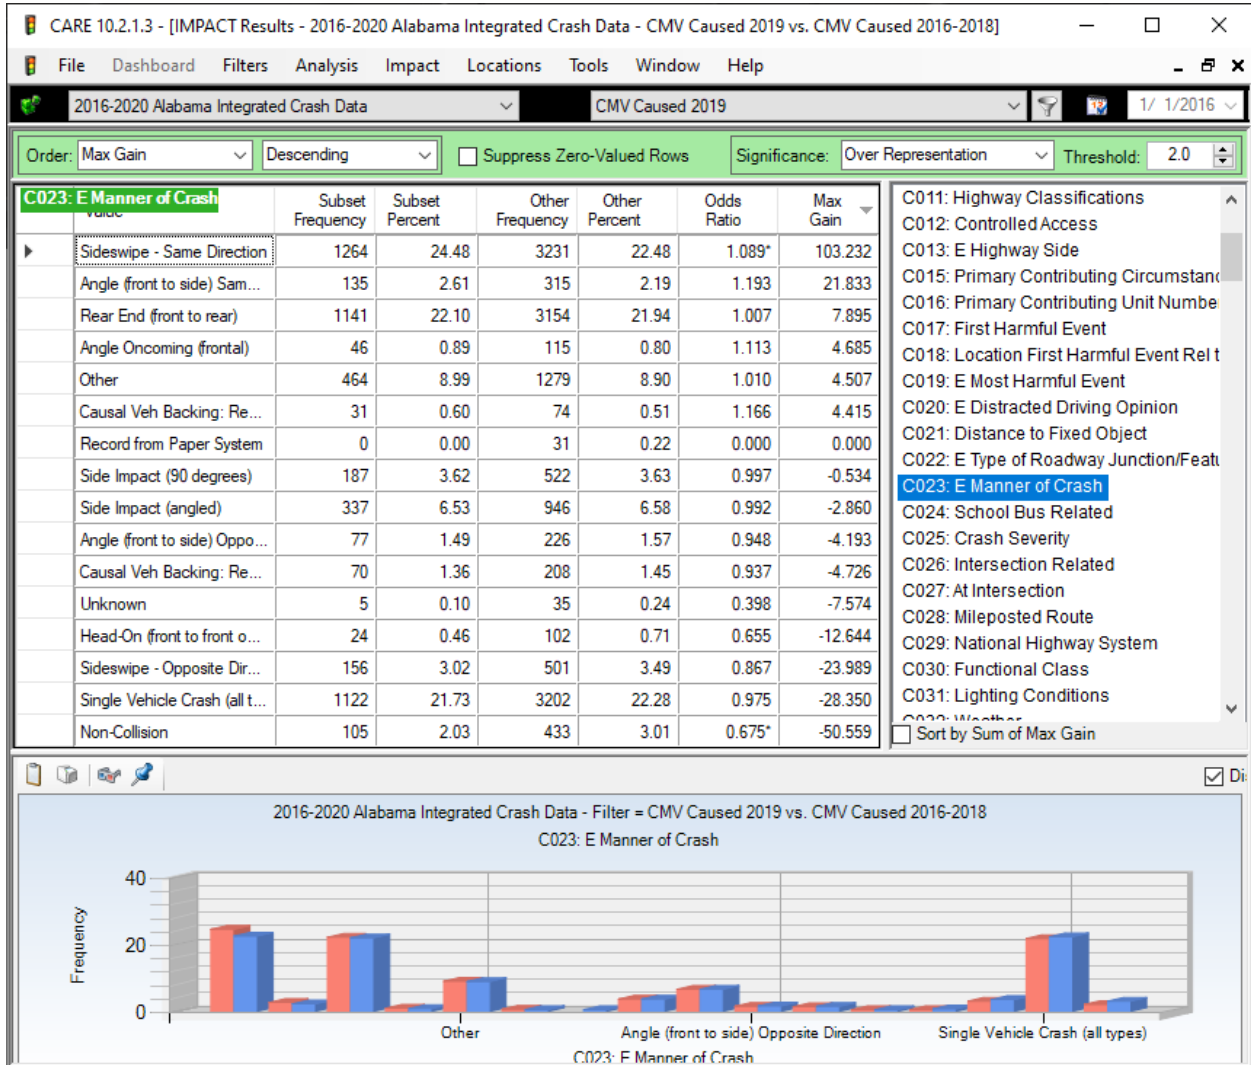 CARE 10.2.1.3 - [IMPACT Results - 2016-2020 Alabama Integrated Crash Data - CMV Caused 2019 vs. CMV Caused 2016-2018]
File Dashboard Filters Analysis Impact Locations Tools Window Help
2016-2020 Alabama Integrated Crash Data CMV Caused 2019 1/ 1/2016
Order: Max Gain Descending Suppress Zero-Valued Rows Significance: Over Representation Threshold: 2.0
C023: E Manner of Crash Subset Frequency Subset Percent Other Frequency Other Percent Odds Ratio Max Gain
Sideswipe - Same Direction 1264 24.48 3231 22.48 1.089* 103.232
Angle (front to side) Sam... 135 2.61 315 2.19 1.193 21.833
Rear End (front to rear) 1141 22.10 3154 21.94 1.007 7.895
Angle Oncoming (frontal) 46 0.89 115 0.80 1.113 4.685
Other 464 8.99 1279 8.90 1.010 4.507
Causal Veh Backing: Re... 31 0.60 74 0.51 1.166 4.415
Record from Paper System 0 0.00 31 0.22 0.000 0.000
Side Impact (90 degrees) 187 3.62 522 3.63 0.997 -0.534
Side Impact (angled) 337 6.53 946 6.58 0.992 -2.860
Angle (front to side) Oppo... 77 1.49 226 1.57 0.948 -4.193
Causal Veh Backing: Re... 70 1.36 208 1.45 0.937 -4.726
Unknown 5 0.10 35 0.24 0.398 -7.574
Head-On (front to front o... 24 0.46 102 0.71 0.655 -12.644
Sideswipe - Opposite Dir... 156 3.02 501 3.49 0.867 -23.989
Single Vehicle Crash (all t... 1122 21.73 3202 22.28 0.975 -28.350
Non-Collision 105 2.03 433 3.01 0.675* -50.559
C011: Highway Classifications
C012: Controlled Access
C013: E Highway Side
C015: Primary Contributing Circumstanc
C016: Primary Contributing Unit Number
C017: First Harmful Event
C018: Location First Harmful Event Rel t
C019: E Most Harmful Event
C020: E Distracted Driving Opinion
C021: Distance to Fixed Object
C022: E Type of Roadway Junction/Featu
C023: E Manner of Crash
C024: School Bus Related
C025: Crash Severity
C026: Intersection Related
C027: At Intersection
C028: Mileposted Route
C029: National Highway System
C030: Functional Class
C031: Lighting Conditions
C032: Weather
Sort by Sum of Max Gain
Di
2016-2020 Alabama Integrated Crash Data - Filter = CMV Caused 2019 vs. CMV Caused 2016-2018
C023: E Manner of Crash
40
20
0
Frequency
Other Angle (front to side) Opposite Direction Single Vehicle Crash (all types)
C023: E Manner of Crash